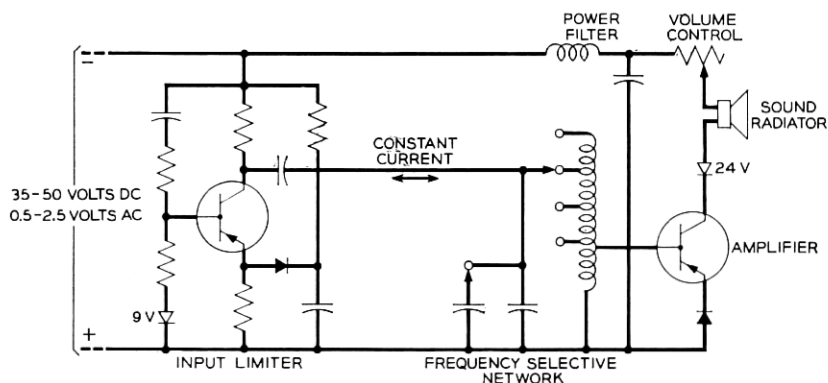 POWER
FILTER
VOLUME
CONTROL
−
SOUND
RADIATOR
CONSTANT
CURRENT
24 V
35-50 VOLTS DC
0.5-2.5 VOLTS AC
AMPLIFIER
9 V
+
INPUT LIMITER
FREQUENCY SELECTIVE
NETWORK